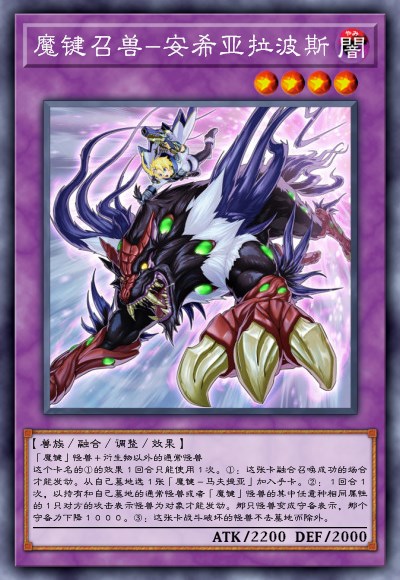 魔键召兽-安希亚拉波斯
闇
やみ
【兽族／融合／调整／效果】
「魔键」怪兽＋衍生物以外的通常怪兽
这个卡名的①的效果1回合只能使用1次。①：这张卡融合召唤成功的场合
才能发动。从自己墓地选1张「魔键－马夫提亚」加入手卡。②：1回合1
次，以持有和自己墓地的通常怪兽或者「魔键」怪兽的其中任意种相同属性
的1只对方的攻击表示怪兽为对象才能发动。那只怪兽变成守备表示，那个
守备力下降1000。③：这张卡战斗破坏的怪兽不去墓地而除外。
ATK/2200 DEF/2000